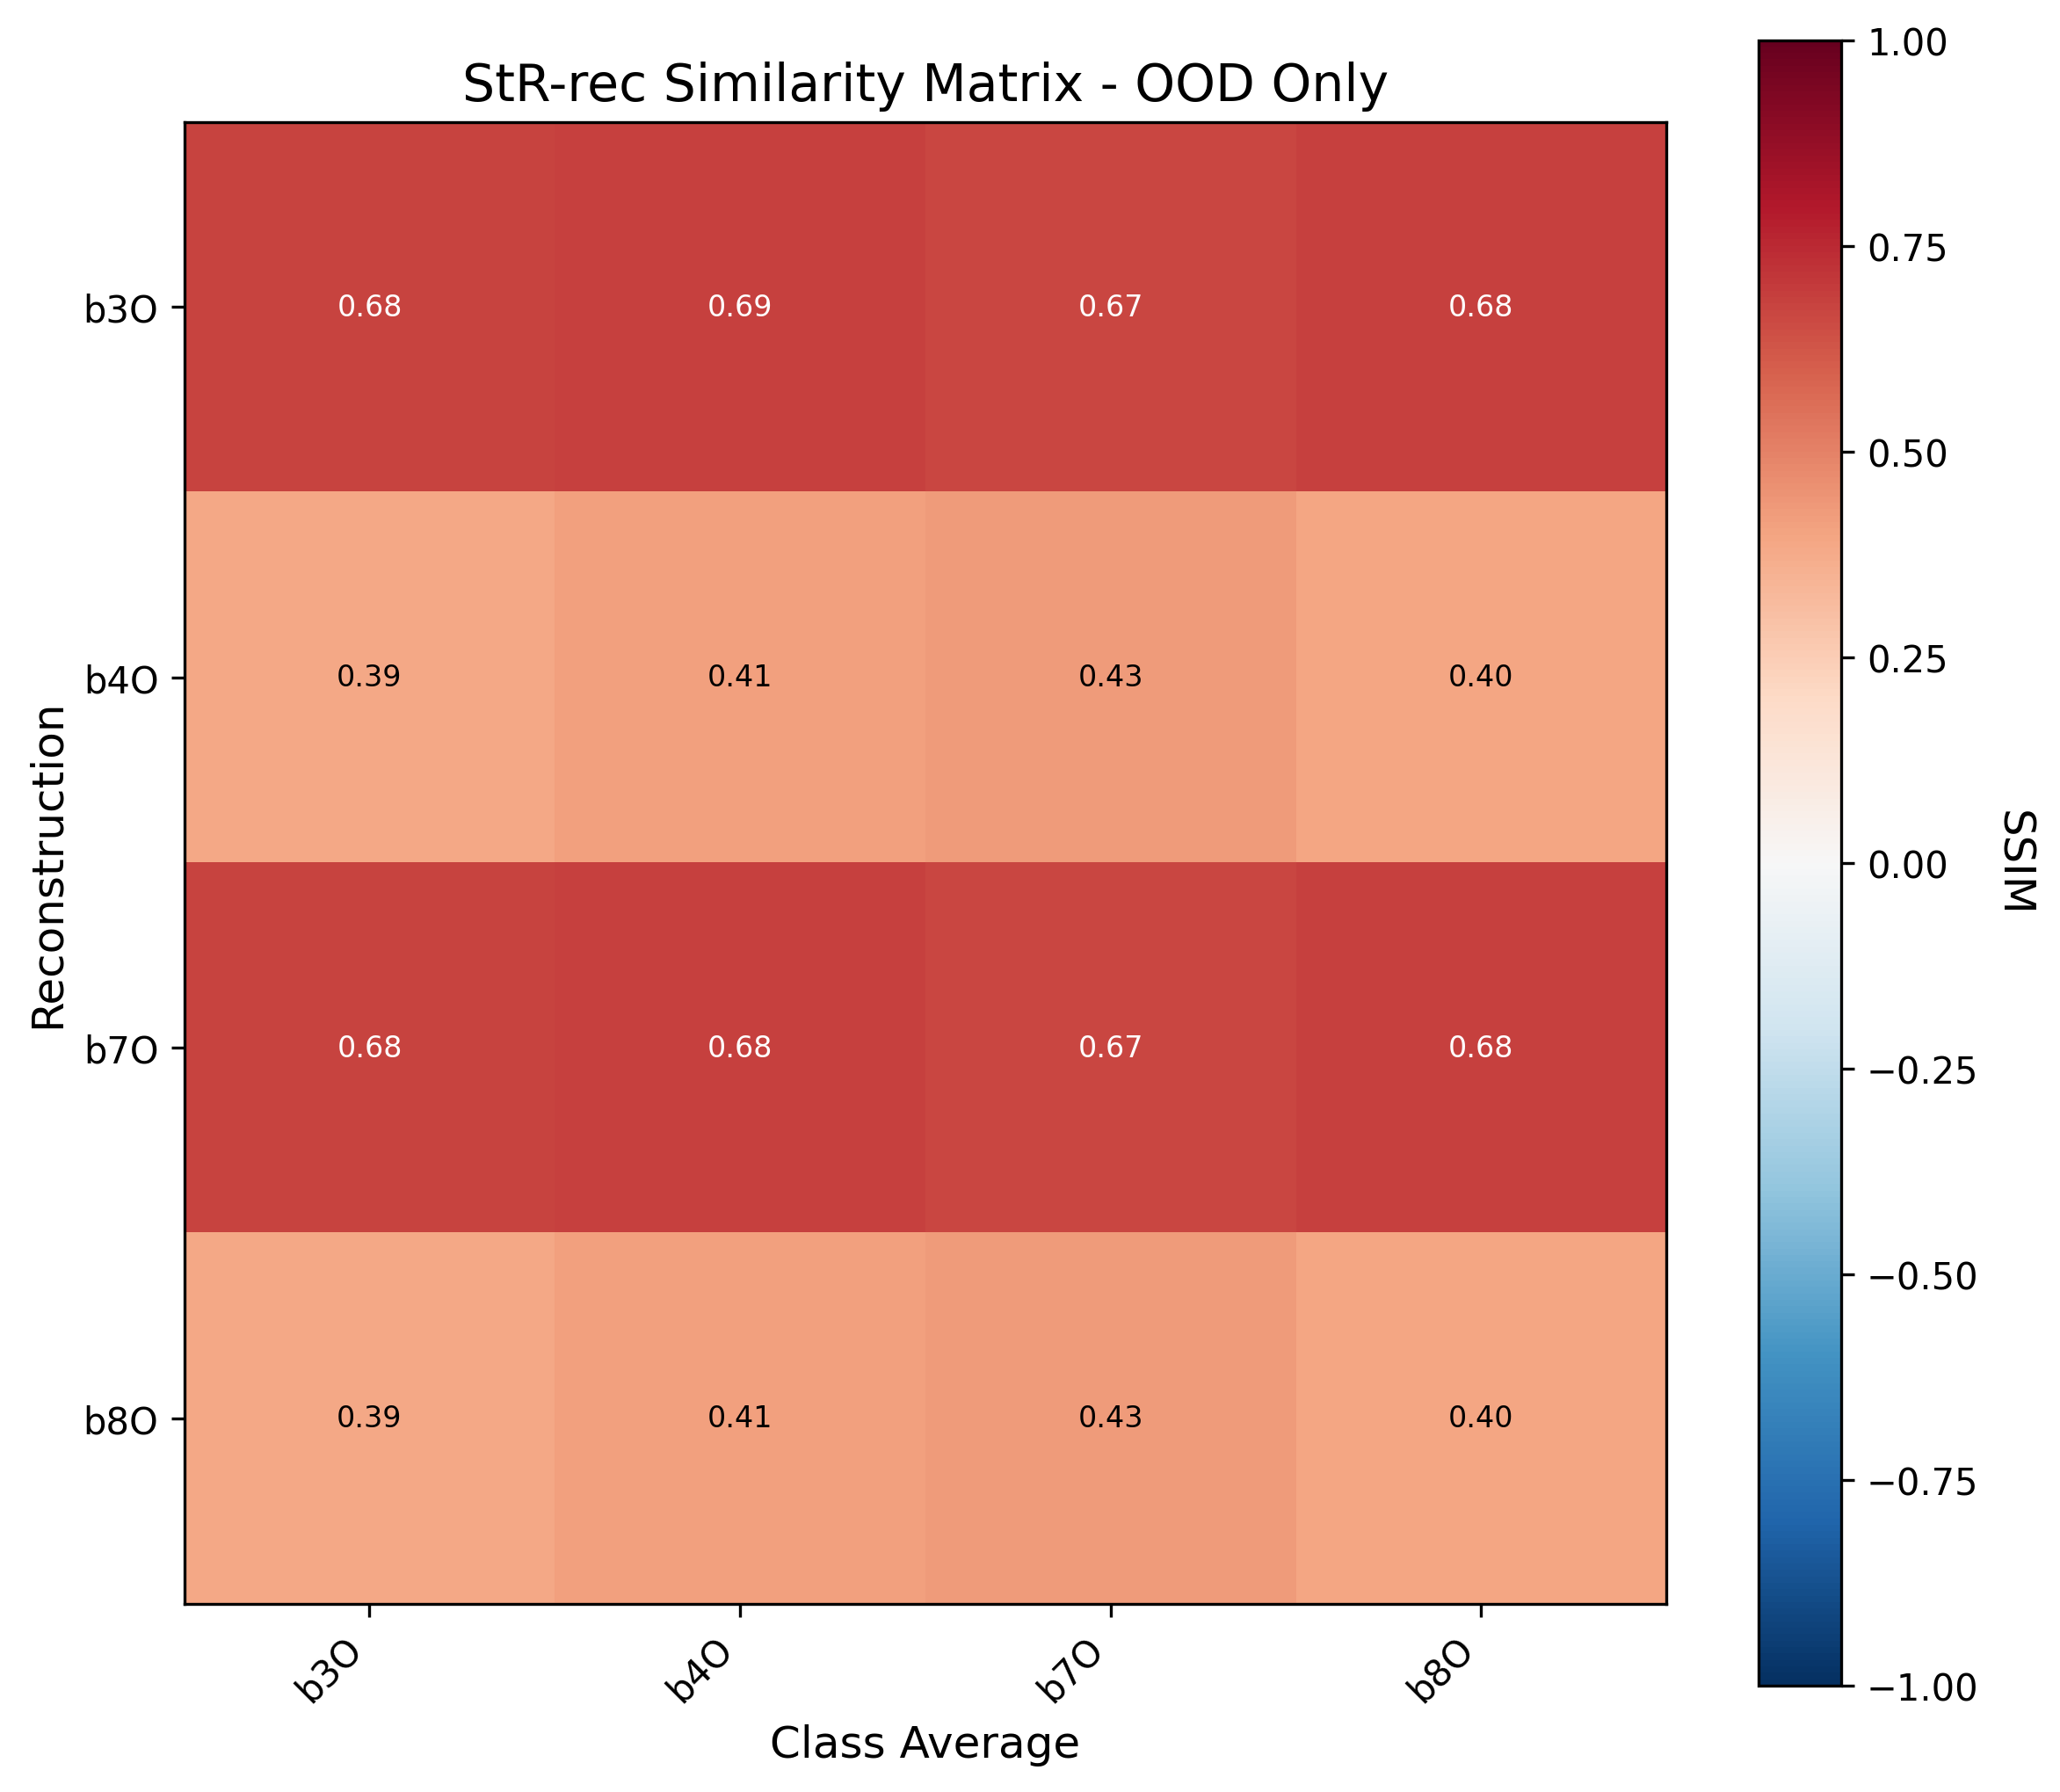 StR-rec Similarity Matrix - OOD Only
1.00
0.75
0.50
0.25
0.00
−0.25
−0.50
−0.75
−1.00
SSIM
Reconstruction
b3O 0.68 0.69 0.67 0.68
b4O 0.39 0.41 0.43 0.40
b7O 0.68 0.68 0.67 0.68
b8O 0.39 0.41 0.43 0.40
b3O b4O b7O b8O
Class Average